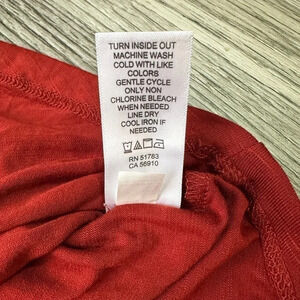 TURN INSIDE OUT
MACHINE WASH
COLD WITH LIKE
COLORS
GENTLE CYCLE
ONLY NON
CHLORINE BLEACH
WHEN NEEDED
LINE DRY
COOL IRON IF
NEEDED
RN 51783
CA 56910